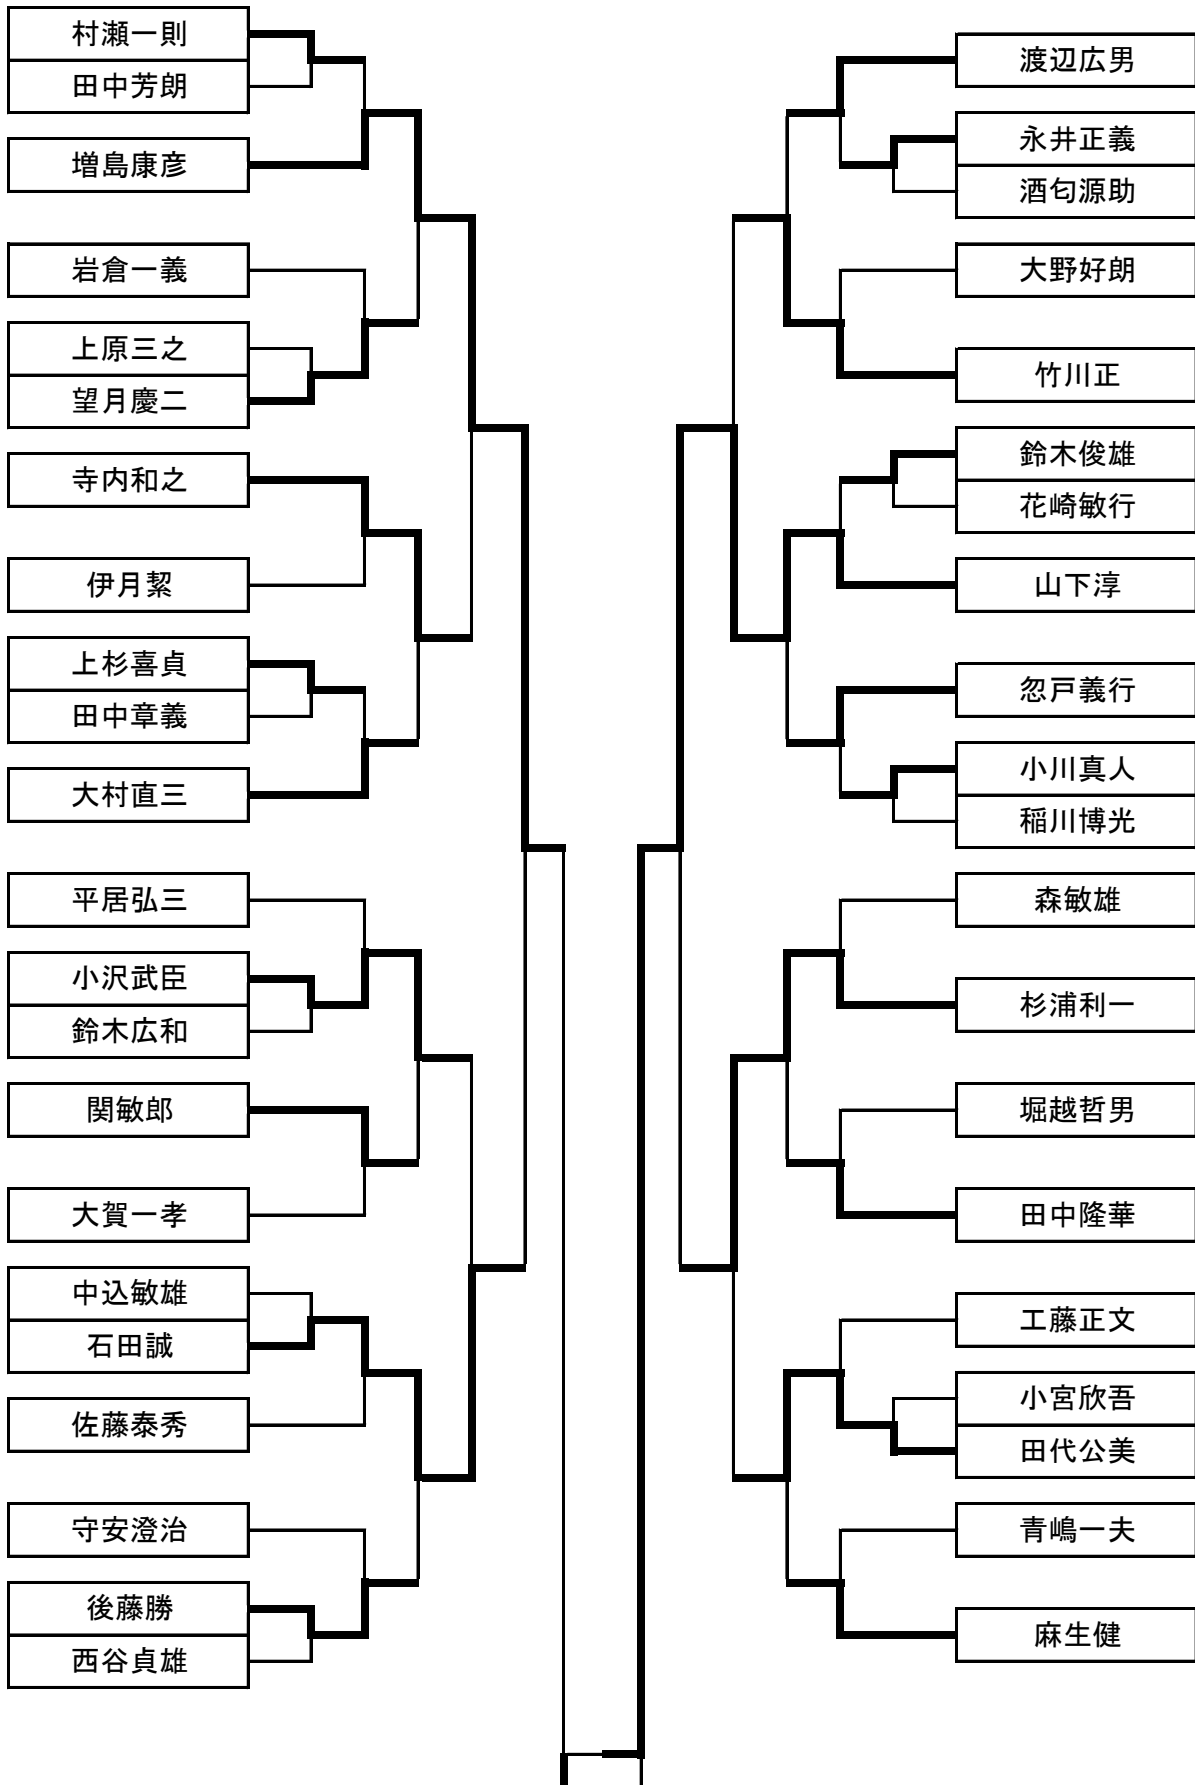 村瀬一則
田中芳朗
増島康彦
岩倉一義
上原三之
望月慶二
寺内和之
伊月絜
上杉喜貞
田中章義
大村直三
平居弘三
小沢武臣
鈴木広和
関敏郎
大賀一孝
中込敏雄
石田誠
佐藤泰秀
守安澄治
後藤勝
西谷貞雄
渡辺広男
永井正義
酒匂源助
大野好朗
竹川正
鈴木俊雄
花崎敏行
山下淳
忽戸義行
小川真人
稲川博光
森敏雄
杉浦利一
堀越哲男
田中隆華
工藤正文
小宮欣吾
田代公美
青嶋一夫
麻生健